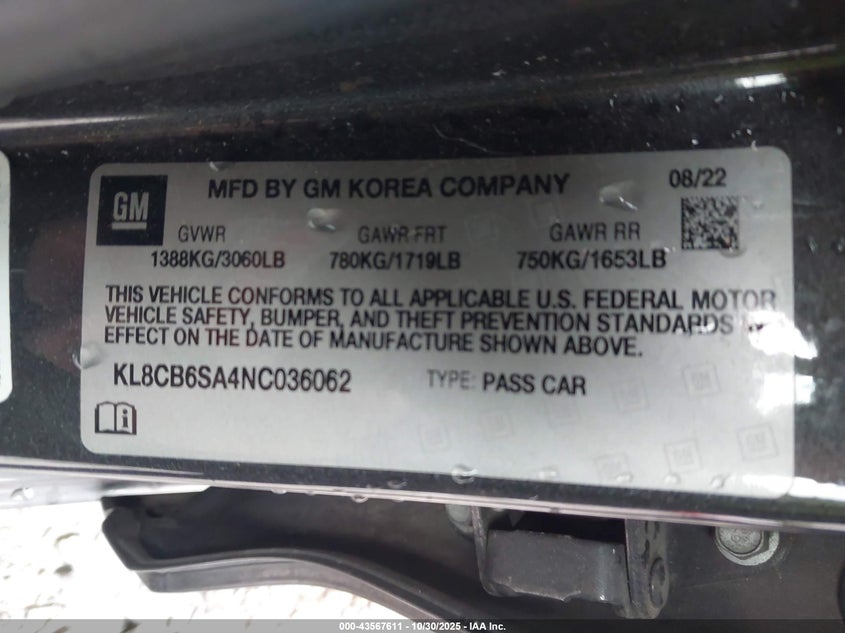 GM MFD BY GM KOREA COMPANY 08/22
GVWR GAWR FRT GAWR RR
1388KG/3060LB 780KG/1719LB 750KG/1653LB
THIS VEHICLE CONFORMS TO ALL APPLICABLE U.S. FEDERAL MOTOR
VEHICLE SAFETY, BUMPER, AND THEFT PREVENTION STANDARDS
EFFECT ON THE DATE OF MANUFACTURE SHOWN ABOVE.
KL8CB6SA4NC036062 TYPE: PASS CAR
000-43567611 - 10/30/2025 - IAA Inc.